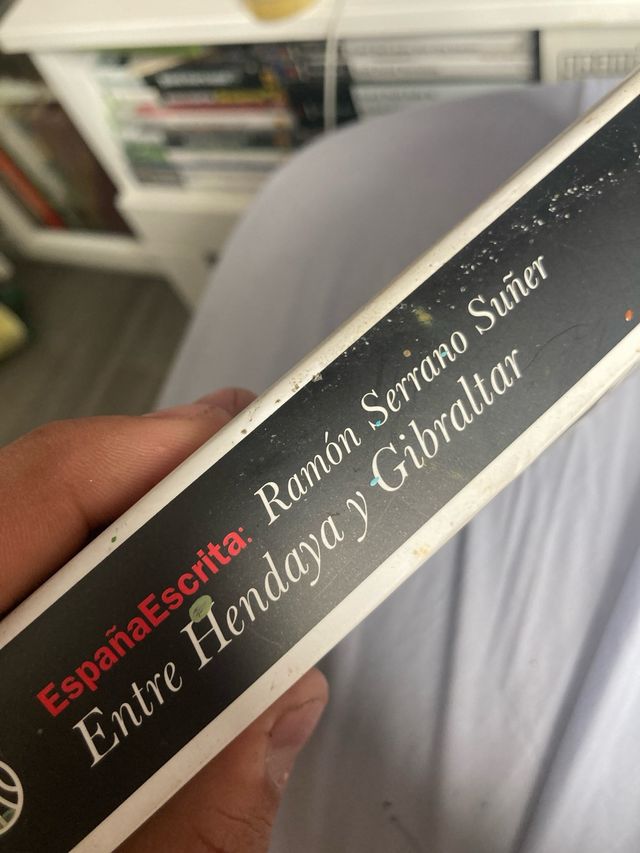 EspañaEscrita: Ramón Serrano Suñer
Entre Hendaya y Gibraltar